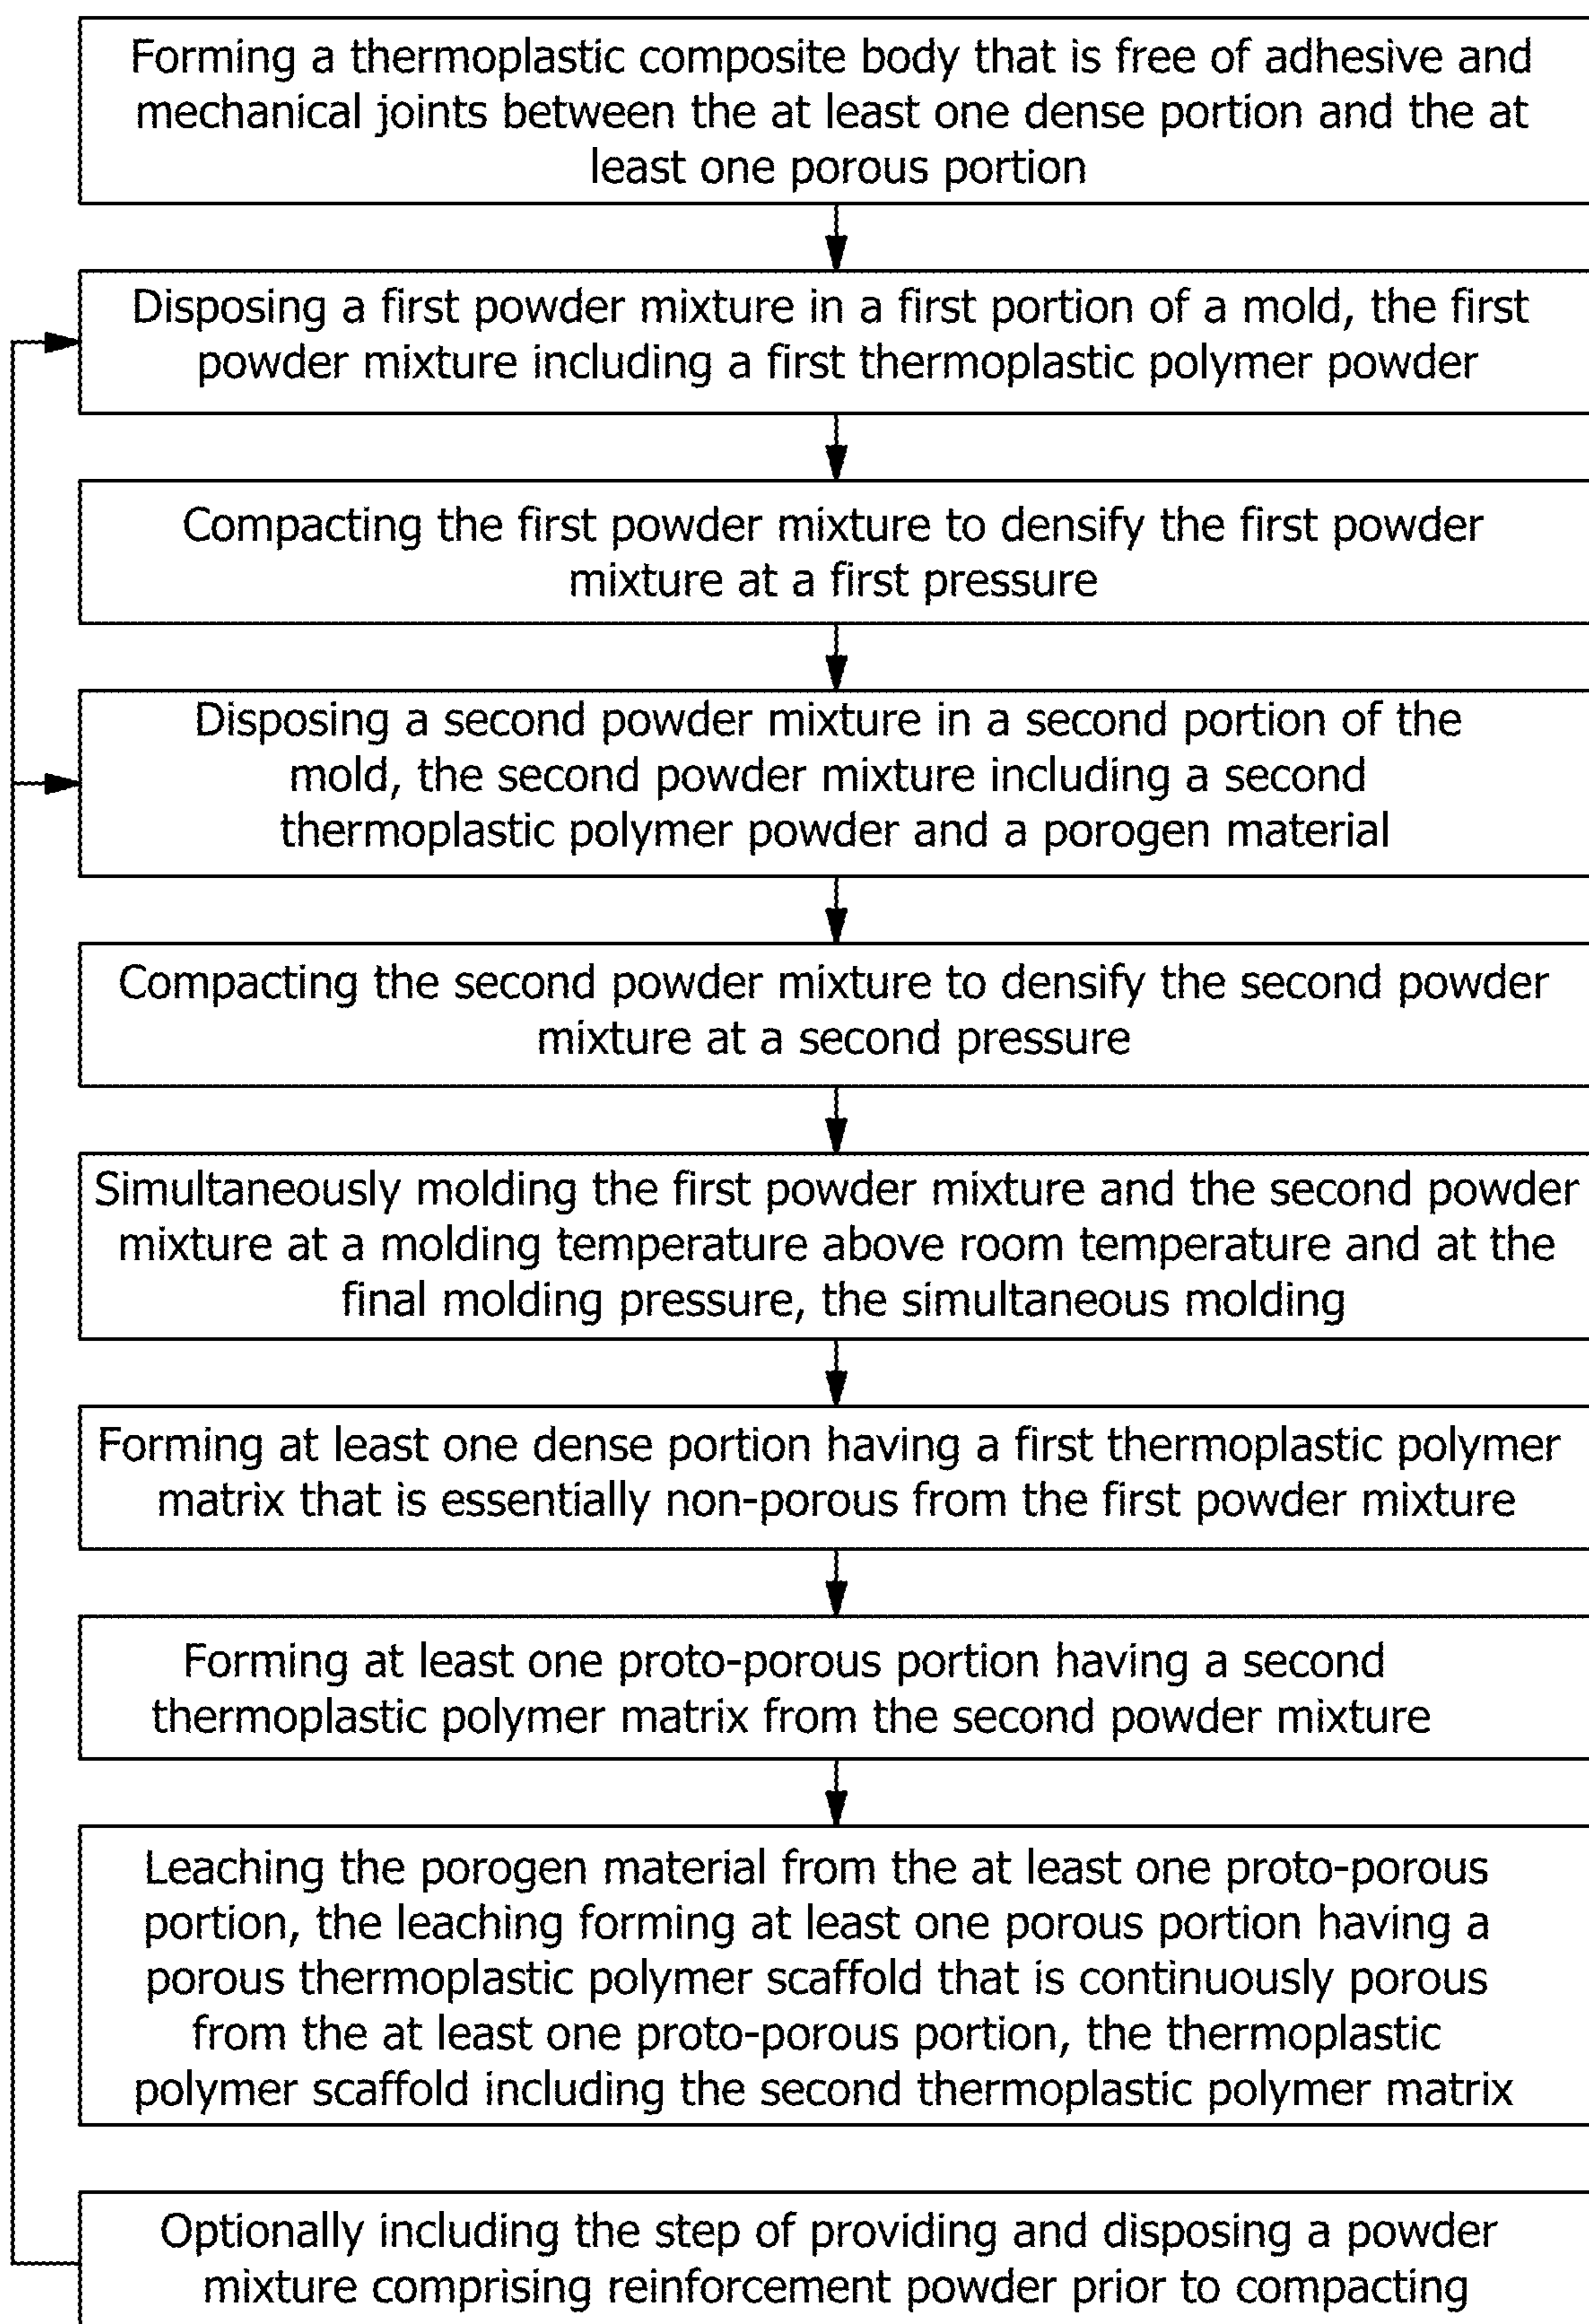 Forming a thermoplastic composite body that is free of adhesive and
mechanical joints between the at least one dense portion and the at
least one porous portion
Disposing a first powder mixture in a first portion of a mold, the first
powder mixture including a first thermoplastic polymer powder
Compacting the first powder mixture to densify the first powder
mixture at a first pressure
Disposing a second powder mixture in a second portion of the
mold, the second powder mixture including a second
thermoplastic polymer powder and a porogen material
Compacting the second powder mixture to densify the second powder
mixture at a second pressure
Simultaneously molding the first powder mixture and the second powder
mixture at a molding temperature above room temperature and at the
final molding pressure, the simultaneous molding
Forming at least one dense portion having a first thermoplastic polymer
matrix that is essentially non-porous from the first powder mixture
Forming at least one proto-porous portion having a second
thermoplastic polymer matrix from the second powder mixture
Leaching the porogen material from the at least one proto-porous
portion, the leaching forming at least one porous portion having a
porous thermoplastic polymer scaffold that is continuously porous
from the at least one proto-porous portion, the thermoplastic
polymer scaffold including the second thermoplastic polymer matrix
Optionally including the step of providing and disposing a powder
mixture comprising reinforcement powder prior to compacting